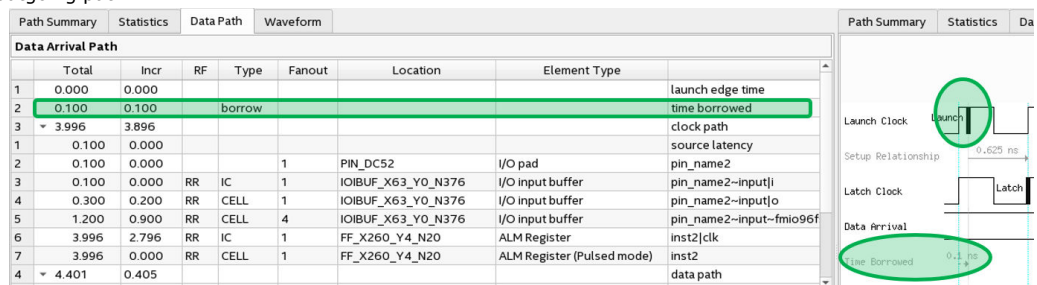 Path Summary Statistics Data Path Waveform
Data Arrival Path
Total Incr RF Type Fanout Location Element Type
1 0.000 0.000 launch edge time
2 0.100 0.100 borrow time borrowed
3 3.996 3.896 clock path
1 0.100 0.000 source latency
2 0.100 0.000 1 PIN_DC52 I/O pad pin_name2
3 0.100 0.000 RR IC 1 IOIBUF_X63_Y0_N376 I/O input buffer pin_name2~input|i
4 0.300 0.200 RR CELL 1 IOIBUF_X63_Y0_N376 I/O input buffer pin_name2~input|o
5 1.200 0.900 RR CELL 4 IOIBUF_X63_Y0_N376 I/O input buffer pin_name2~input~fmio96f
6 3.996 2.796 RR IC 1 FF_X260_Y4_N20 ALM Register inst2|clk
7 3.996 0.000 RR CELL 1 FF_X260_Y4_N20 ALM Register (Pulsed mode) inst2
4 4.401 0.405 data path
Path Summary Statistics Da
Launch Clock Launch
Setup Relationship 0.625 ns
Latch Clock Latch
Data Arrival
Time Borrowed 0.1 ns